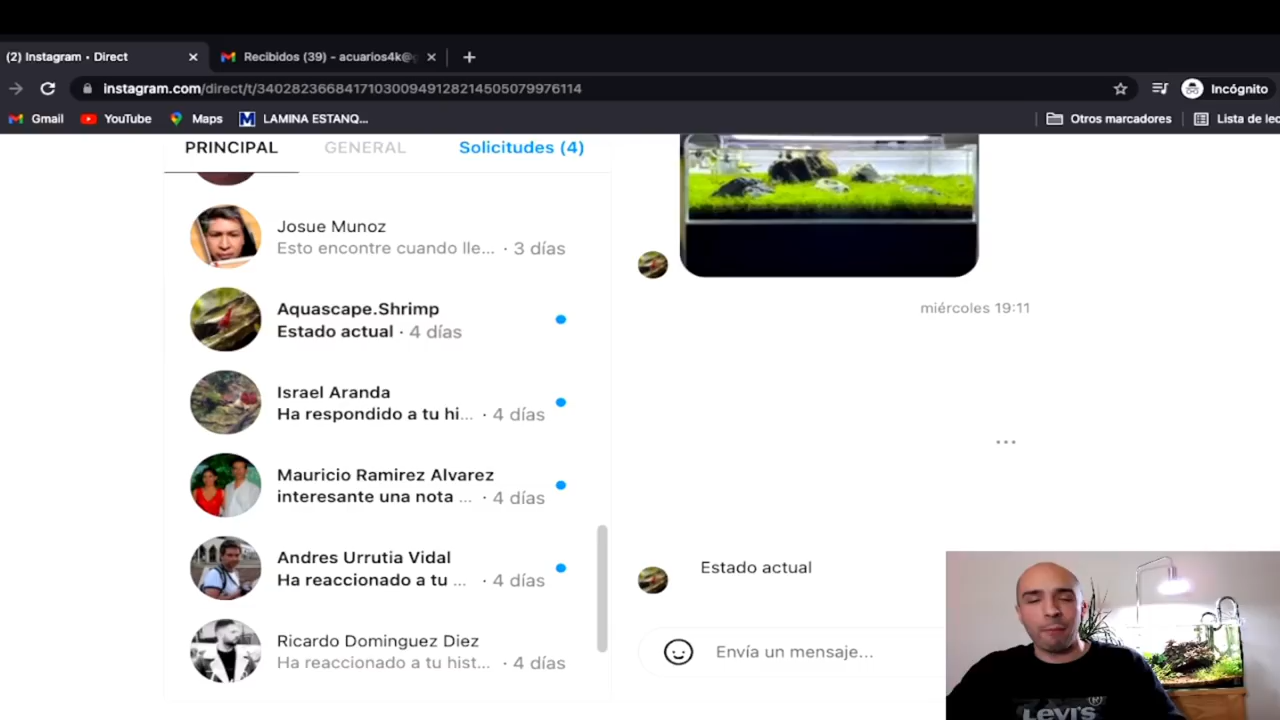 (2) Instagram • Direct
Recibidos (39) - acuarios4k@
instagram.com/direct/t/340282366841710300949128214505079976114
Incógnito
Gmail
YouTube
Maps
LAMINA ESTANQ...
Otros marcadores
Lista de lec
PRINCIPAL
GENERAL
Solicitudes (4)
Josue Munoz
Esto encontre cuando lle... · 3 días
Aquascape.Shrimp
Estado actual · 4 días
Israel Aranda
Ha respondido a tu hi... · 4 días
Mauricio Ramirez Alvarez
interesante una nota ... · 4 días
Andres Urrutia Vidal
Ha reaccionado a tu ... · 4 días
Ricardo Dominguez Diez
Ha reaccionado a tu hist... · 4 días
miércoles 19:11
...
Estado actual
Envía un mensaje...
Levi's®